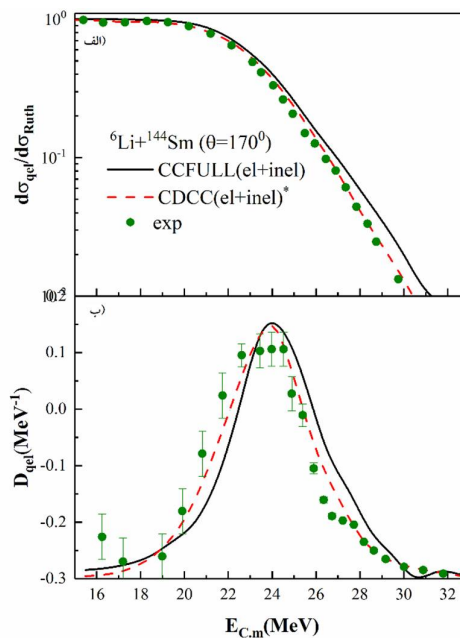 10⁰
الف)
dσqel/dσRuth
⁶Li+¹⁴⁴Sm (θ=170⁰)
10⁻¹
CCFULL(el+inel)
CDCC(el+inel)*
exp
ب)
0.1
0.0
-0.1
-0.2
-0.3
Dqel(MeV⁻¹)
16 18 20 22 24 26 28 30 32
EC.m(MeV)